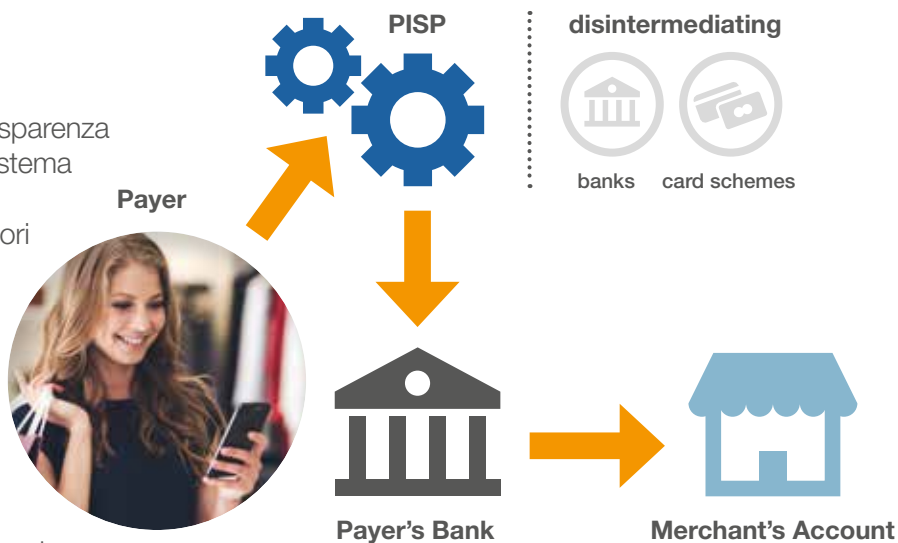 PISP
disintermediating
sparenza
stema
banks card schemes
Payer
ori
Payer's Bank
Merchant's Account